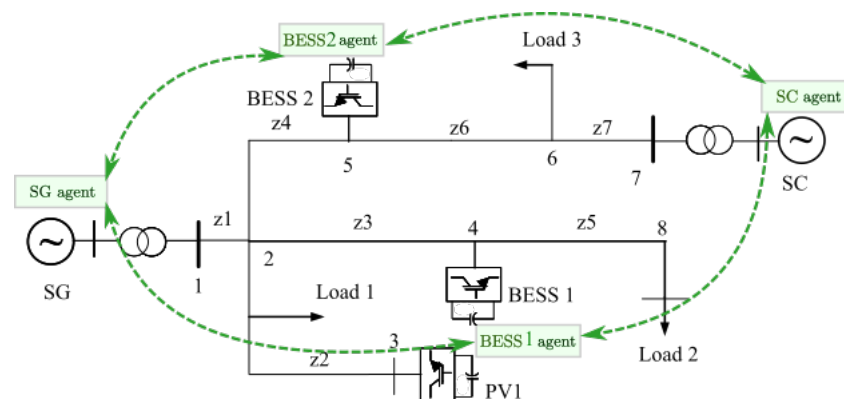 BESS2 agent
Load 3
SC agent
BESS 2
z4
z6
z7
5
6
7
SC
SG agent
z1
z3
4
z5
8
SG
1
2
Load 1
BESS 1
BESS1 agent
3
z2
Load 2
PV1